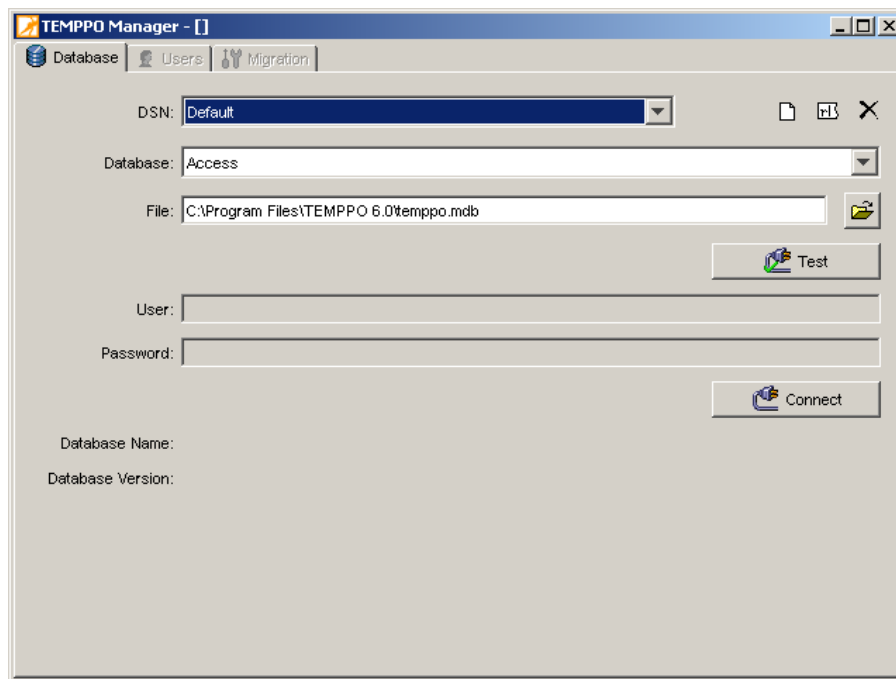 TEMPPO Manager - []
Database Users Migration
DSN: Default
Database: Access
File: C:\Program Files\TEMPPO 6.0\temppo.mdb
Test
User:
Password:
Connect
Database Name:
Database Version: